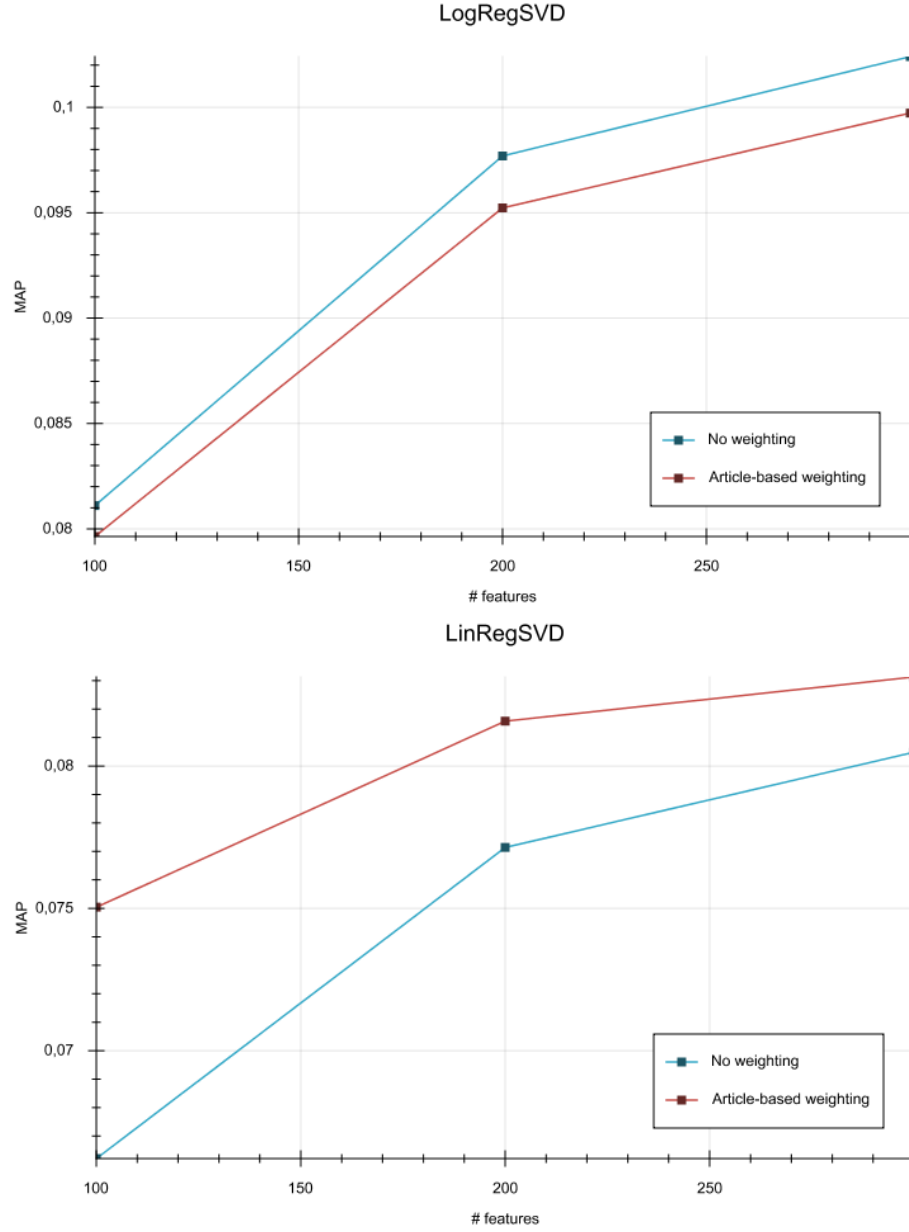 LogRegSVD
0,1
0,095
MAP
0,09
0,085
No weighting
Article-based weighting
0,08
100 150 200 250
# features
LinRegSVD
0,08
MAP
0,075
0,07
No weighting
Article-based weighting
100 150 200 250
# features